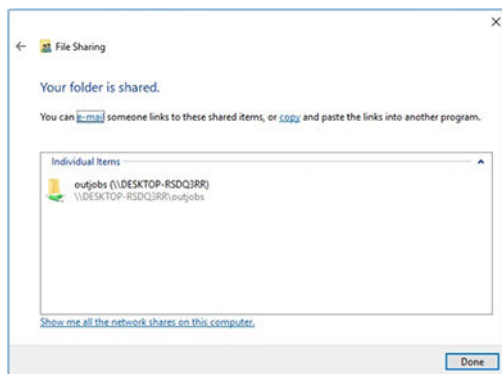 File Sharing
Your folder is shared.
You can e-mail someone links to these shared items, or copy and paste the links into another program.
Individual Items
outjobs (\\DESKTOP-RSDQ3RR)
\\DESKTOP-RSDQ3RR\outjobs
Show me all the network shares on this computer.
Done